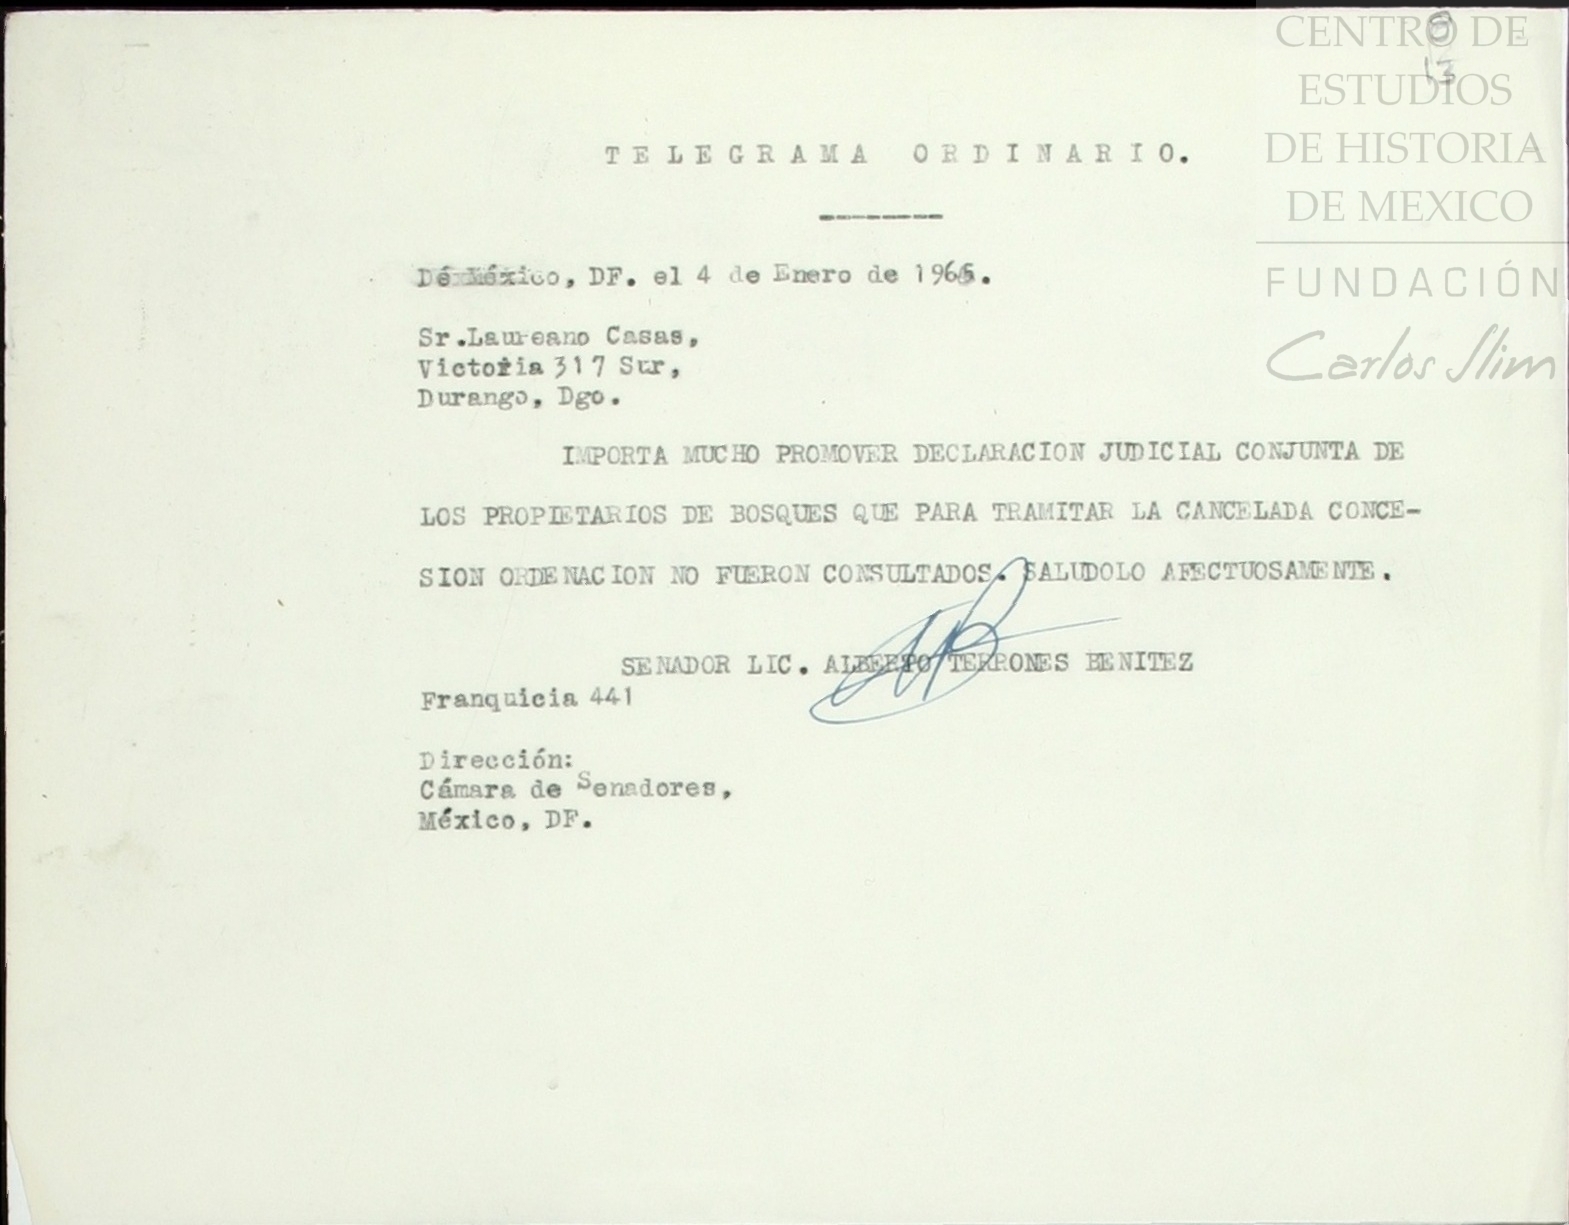 CENTRO DE
ESTUDIOS
DE HISTORIA
DE MEXICO
FUNDACIÓN
Carlos Slim
13
TELEGRAMA ORDINARIO.
Dé México, DF. el 4 de Enero de 1966.
Sr.Laureano Casas,
Victoria 317 Sur,
Durango, Dgo.
IMPORTA MUCHO PROMOVER DECLARACION JUDICIAL CONJUNTA DE
LOS PROPIETARIOS DE BOSQUES QUE PARA TRAMITAR LA CANCELADA CONCE-
SION ORDENACION NO FUERON CONSULTADOS. SALUDOLO AFECTUOSAMENTE.
SENADOR LIC. ALBERTO TERRONES BENITEZ
Franquicia 441
Dirección:
Cámara de Senadores,
México, DF.